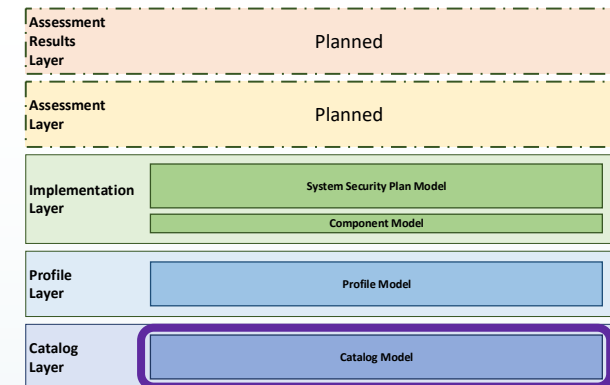 Assessment
Results
Layer
Planned
Assessment
Layer
Planned
Implementation
Layer
System Security Plan Model
Component Model
Profile
Layer
Profile Model
Catalog
Layer
Catalog Model